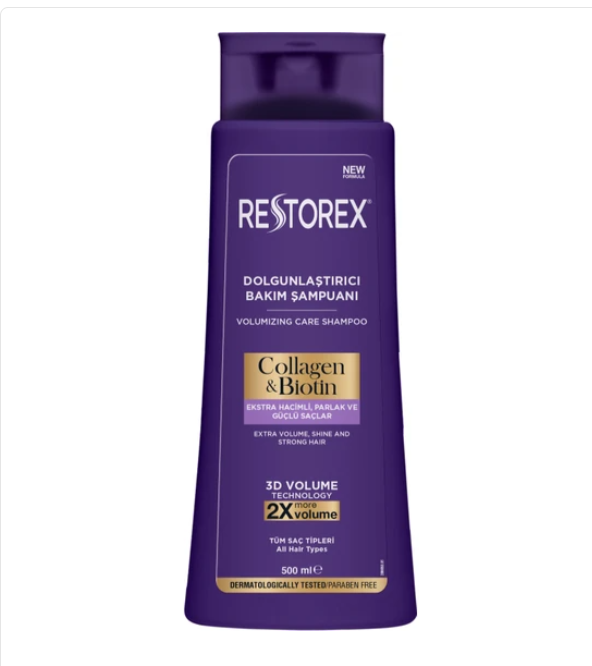 NEW
FORMULA
RESTOREX®
DOLGUNLAŞTIRICI
BAKIM ŞAMPUANI
VOLUMIZING CARE SHAMPOO
Collagen
&Biotin
EKSTRA HACİMLİ, PARLAK VE
GÜÇLÜ SAÇLAR
EXTRA VOLUME, SHINE AND
STRONG HAIR
3D VOLUME
TECHNOLOGY
2X more volume
TÜM SAÇ TİPLERİ
All Hair Types
500 ml℮
DERMATOLOGICALLY TESTED/PARABEN FREE